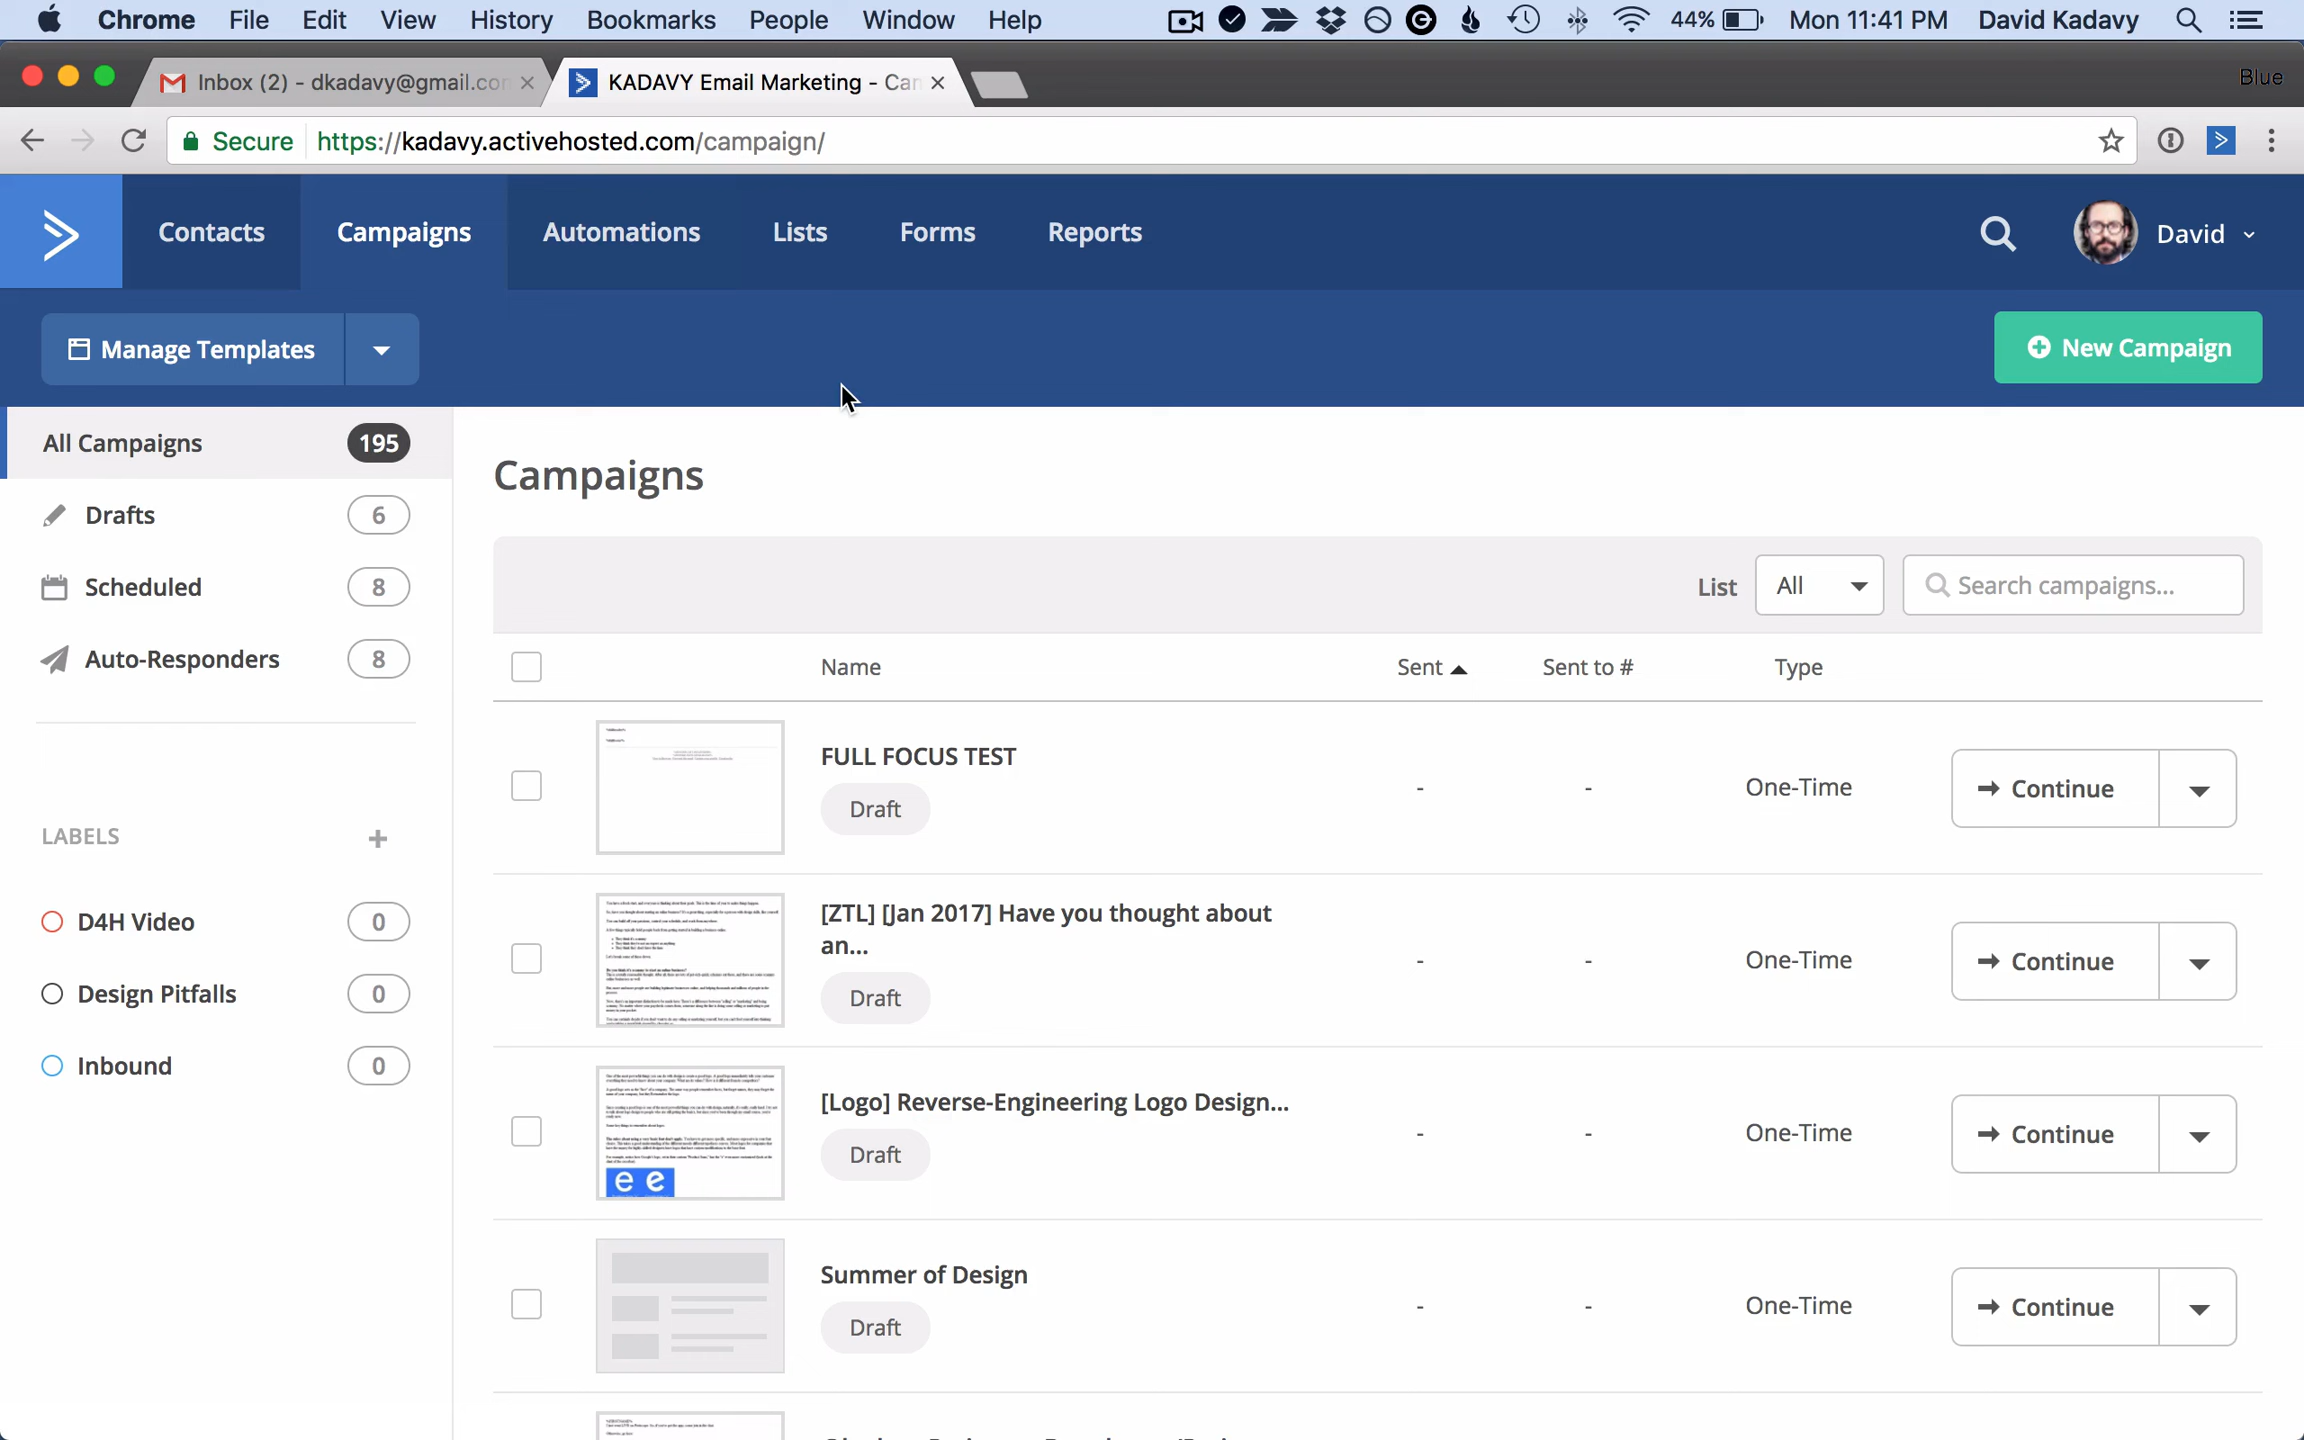 Chrome File Edit View History Bookmarks People Window Help 44% Mon 11:41 PM David Kadavy
Inbox (2) - dkadavy@gmail.co KADAVY Email Marketing - Ca Blue
Secure https://kadavy.activehosted.com/campaign/
Contacts Campaigns Automations Lists Forms Reports David
Manage Templates New Campaign
All Campaigns 195
Drafts 6
Scheduled 8
Auto-Responders 8
LABELS +
D4H Video 0
Design Pitfalls 0
Inbound 0
Campaigns
List All Search campaigns...
Name Sent Sent to # Type
FULL FOCUS TEST
Draft - - One-Time Continue
[ZTL] [Jan 2017] Have you thought about
an...
Draft - - One-Time Continue
[Logo] Reverse-Engineering Logo Design...
Draft - - One-Time Continue
e e
Summer of Design
Draft - - One-Time Continue